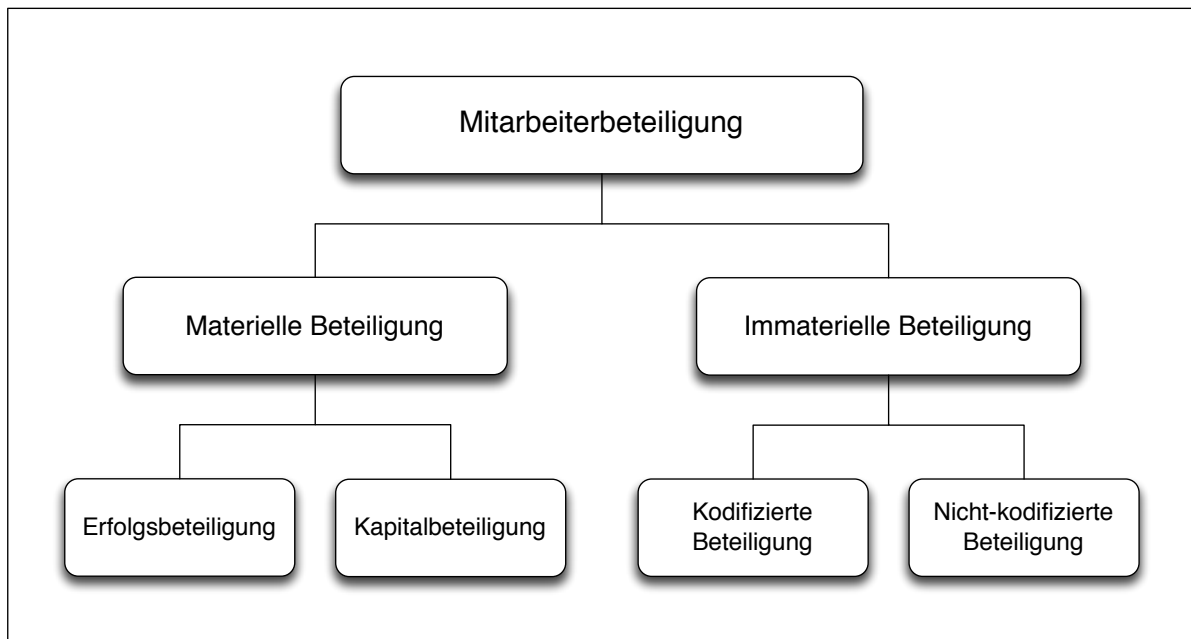 Mitarbeiterbeteiligung
Materielle Beteiligung
Immaterielle Beteiligung
Erfolgsbeteiligung
Kapitalbeteiligung
Kodifizierte
Beteiligung
Nicht-kodifizierte
Beteiligung